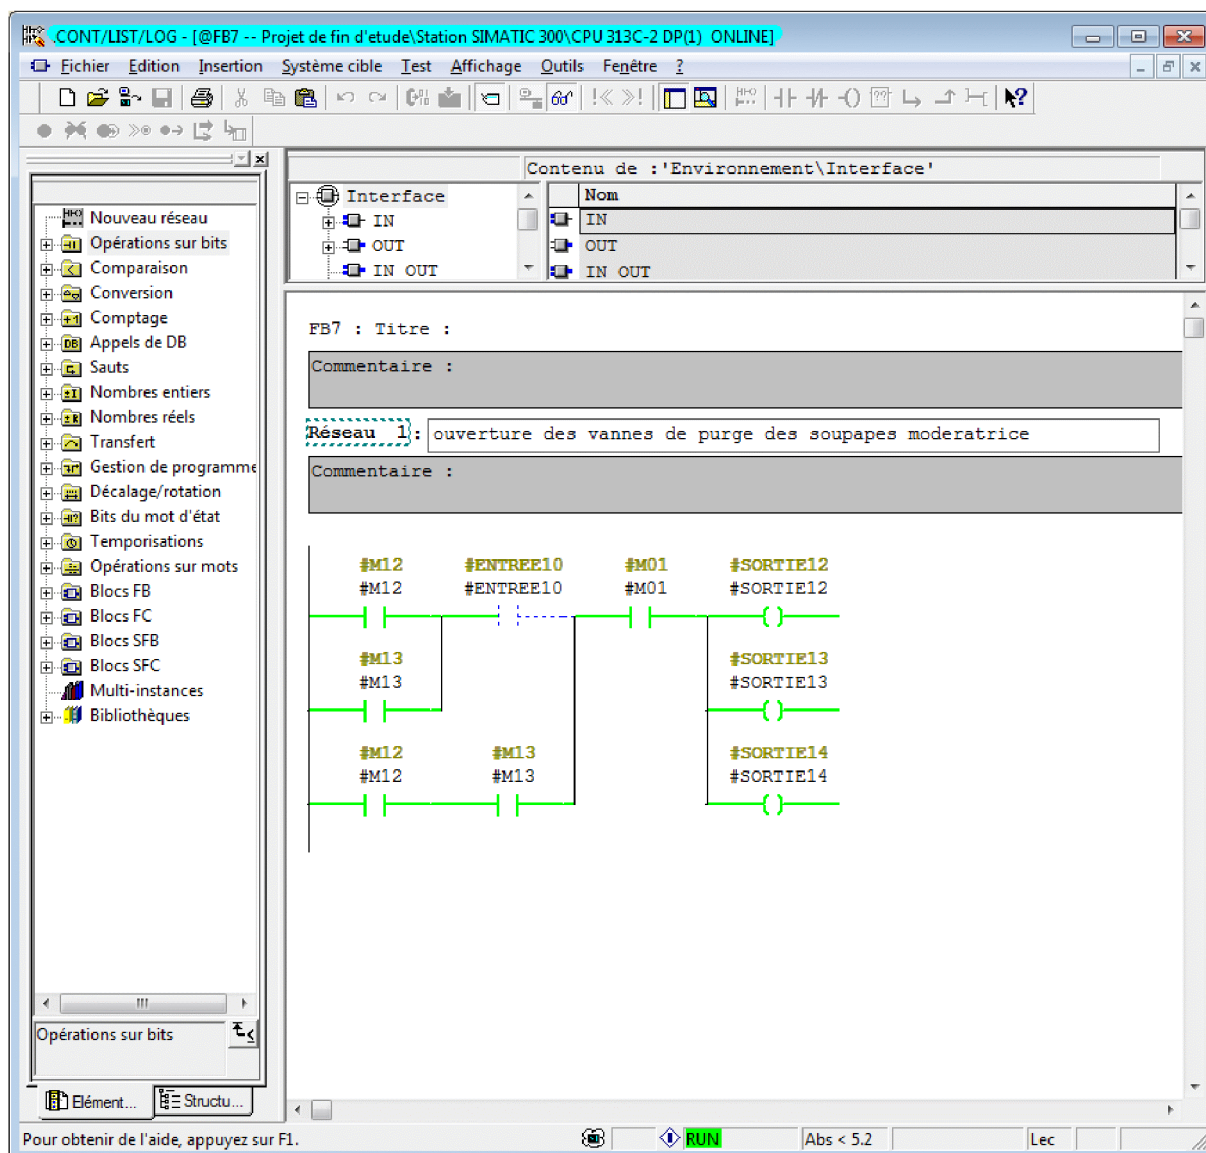 CONT/LIST/LOG - [@FB7 -- Projet de fin d'etude\Station SIMATIC 300\CPU 313C-2 DP(1) ONLINE]
Fichier Edition Insertion Système cible Test Affichage Outils Fenêtre ?
Contenu de :'Environnement\Interface'
Interface
IN
OUT
IN OUT
Nom
IN
OUT
IN OUT
Nouveau réseau
Opérations sur bits
Comparaison
Conversion
Comptage
Appels de DB
Sauts
Nombres entiers
Nombres réels
Transfert
Gestion de programme
Décalage/rotation
Bits du mot d'état
Temporisations
Opérations sur mots
Blocs FB
Blocs FC
Blocs SFB
Blocs SFC
Multi-instances
Bibliothèques
Opérations sur bits
Elément... Structu...
FB7 : Titre :
Commentaire :
Réseau 1: ouverture des vannes de purge des soupapes moderatrice
Commentaire :
#M12 #ENTREE10 #M01 #SORTIE12
#M12 #ENTREE10 #M01 #SORTIE12
#M13 #SORTIE13
#M13 #SORTIE13
#M12 #M13 #SORTIE14
#M12 #M13 #SORTIE14
Pour obtenir de l'aide, appuyez sur F1. RUN Abs < 5.2 Lec